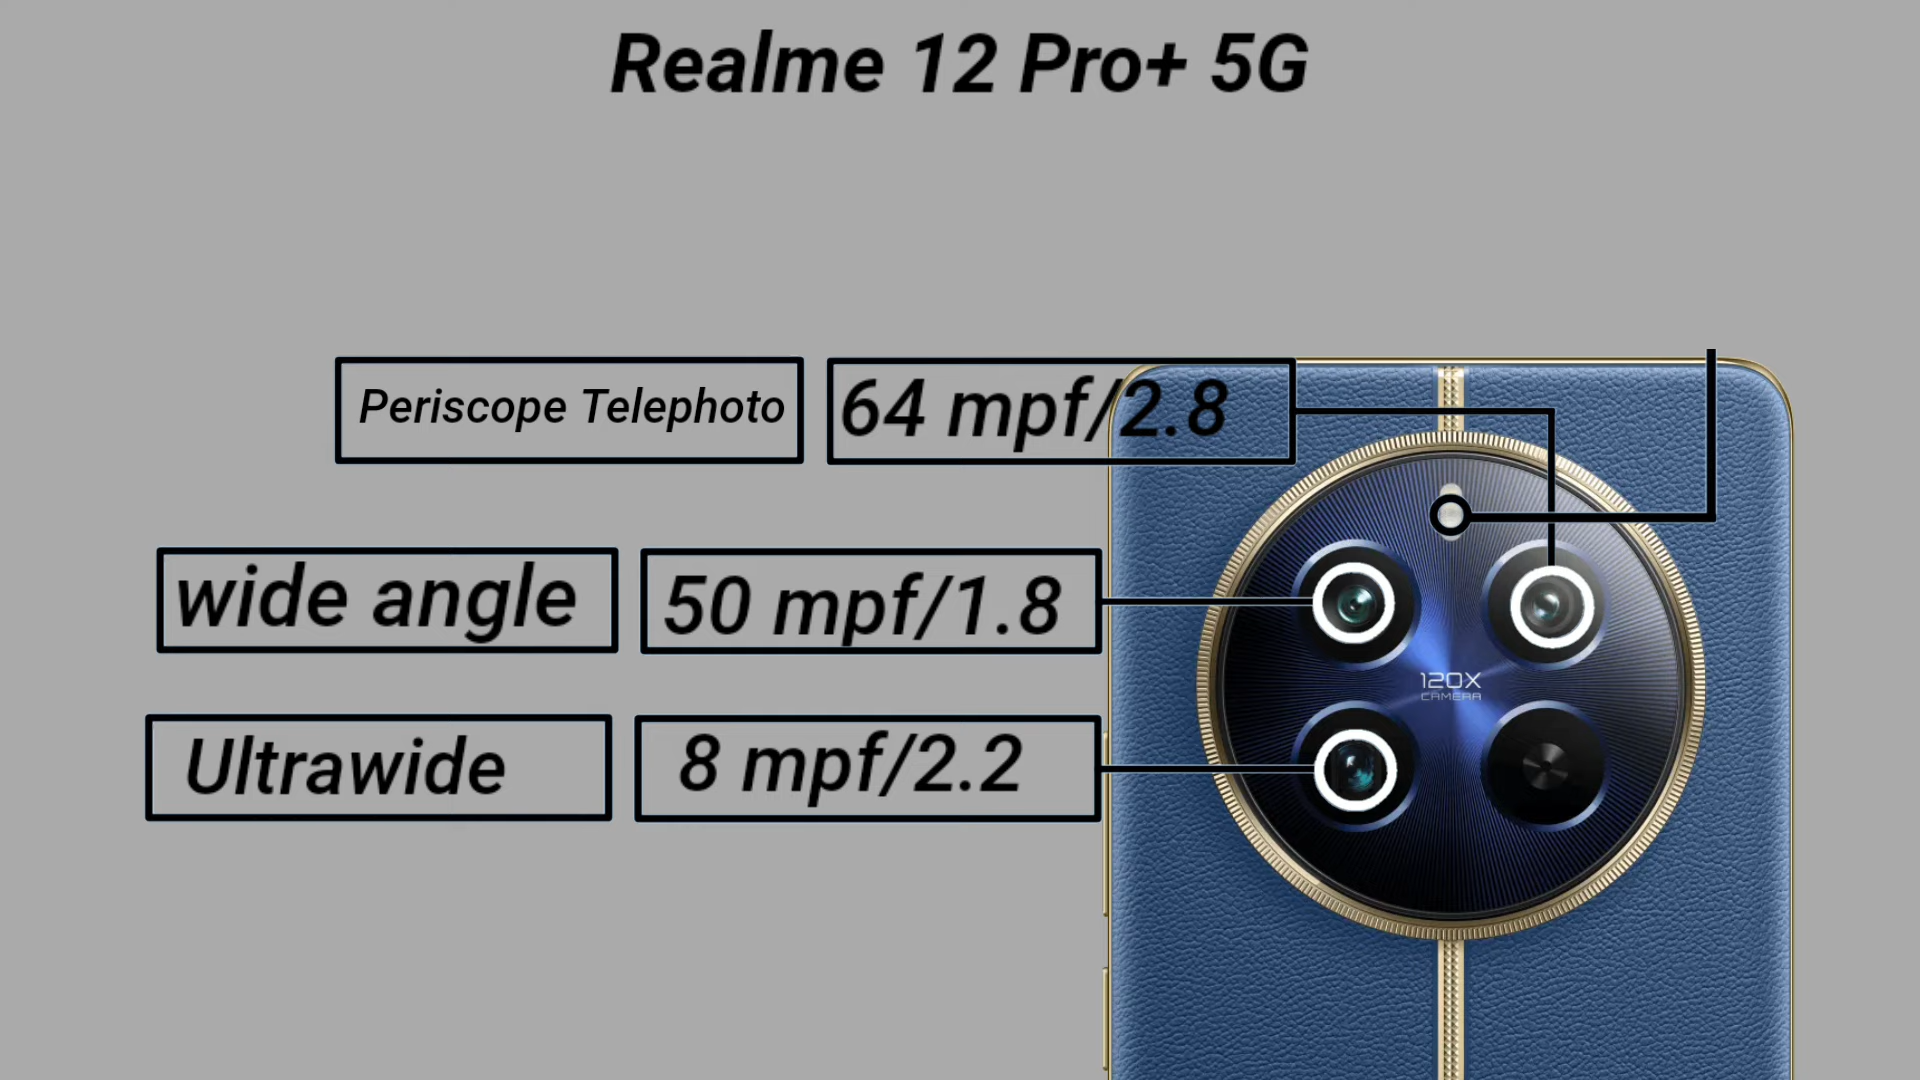 Realme 12 Pro+ 5G
Periscope Telephoto
64 mpf/2.8
wide angle
50 mpf/1.8
120X
CAMERA
Ultrawide
8 mpf/2.2